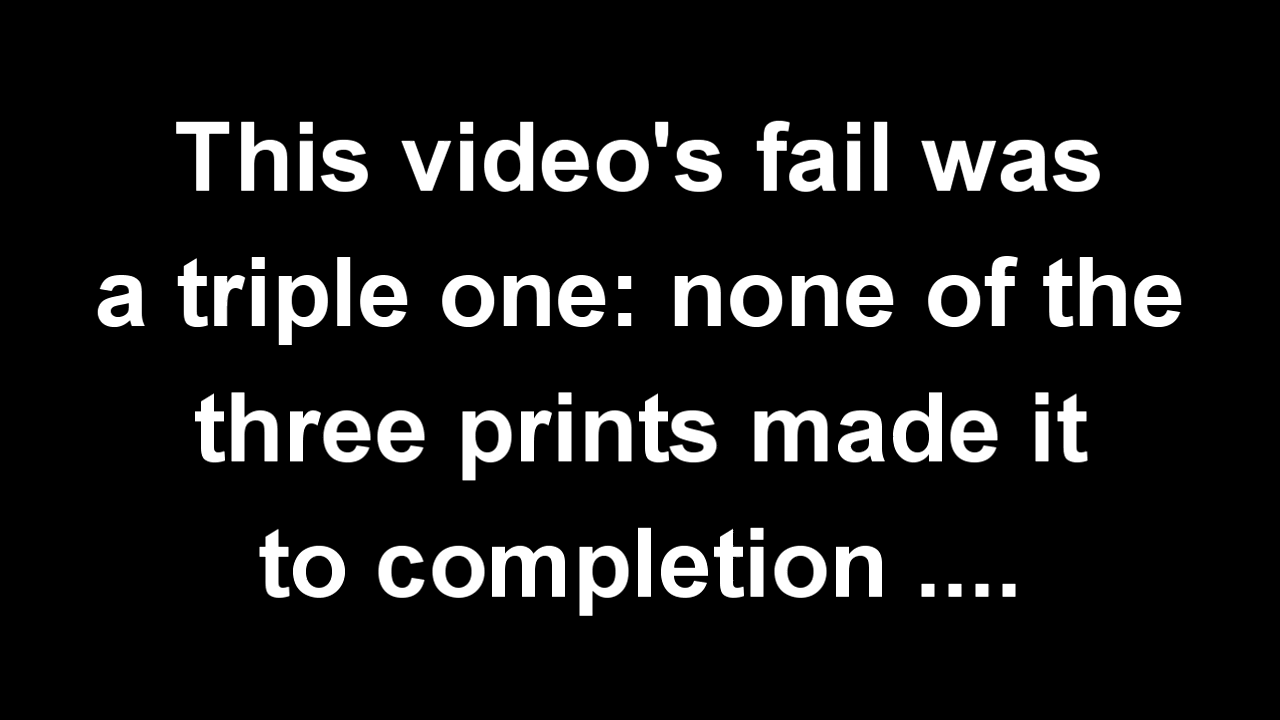 This video's fail was
a triple one: none of the
three prints made it
to completion ....